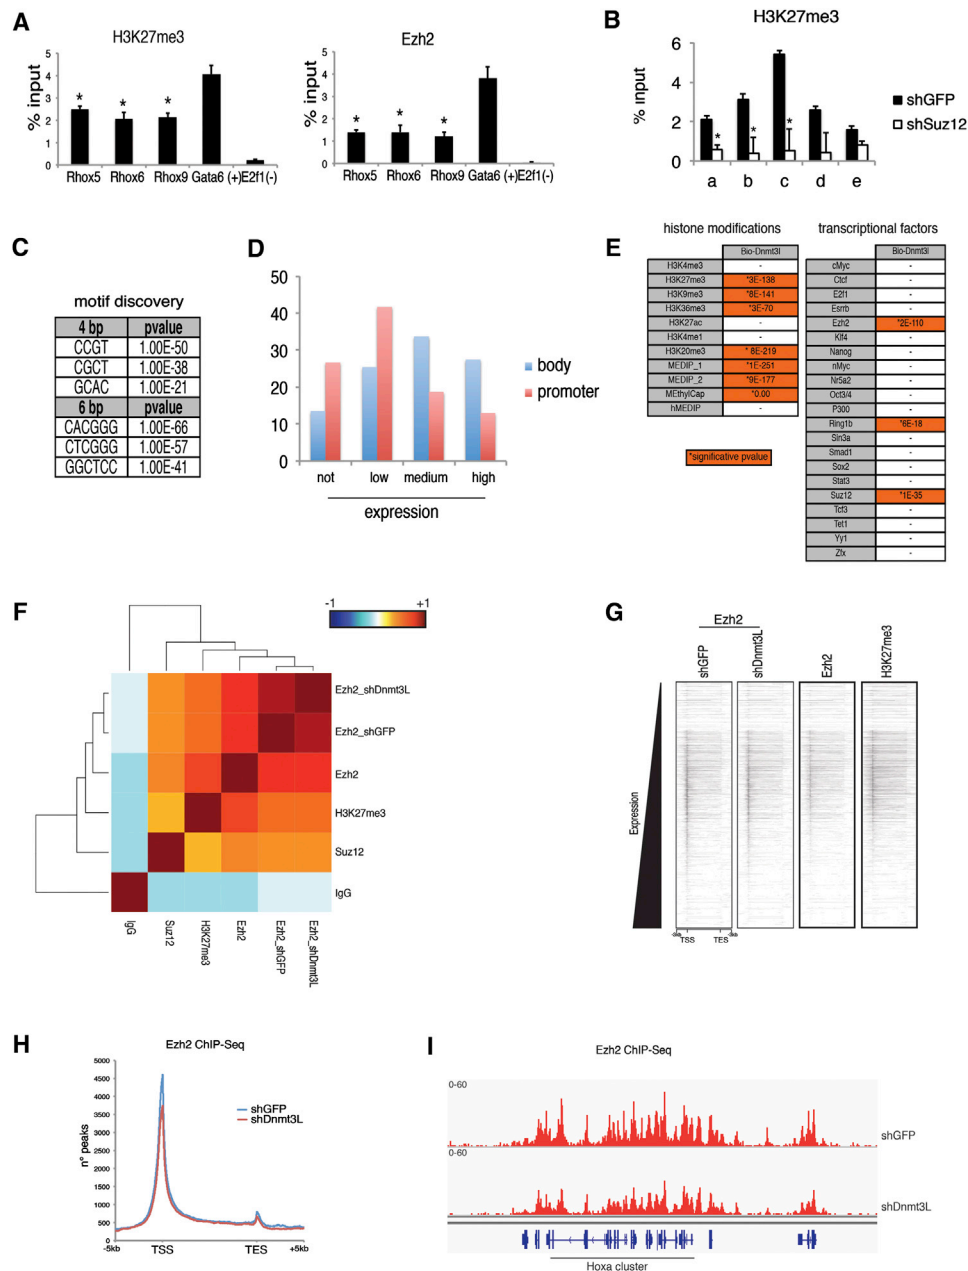 A
H3K27me3
% input
5
4
3
2
1
0
*
*
*
Rhox5 Rhox6 Rhox9 Gata6 (+)E2f1(-)
Ezh2
% input
5
4
3
2
1
0
*
*
*
Rhox5 Rhox6 Rhox9 Gata6 (+)E2f1(-)
B
H3K27me3
% input
6
4
2
0
*
*
*
a b c d e
shGFP
shSuz12
C
motif discovery
4 bp pvalue
CCGT 1.00E-50
CGCT 1.00E-38
GCAC 1.00E-21
6 bp pvalue
CACGGG 1.00E-66
CTCGGG 1.00E-57
GGCTCC 1.00E-41
D
50
40
30
20
10
0
not low medium high
expression
body
promoter
E
histone modifications
Bio-Dnmt3l
H3K4me3 -
H3K27me3 *3E-138
H3K9me3 *8E-141
H3K36me3 *3E-70
H3K27ac -
H3K4me1 -
H3K20me3 * 8E-219
MEDIP_1 *1E-251
MEDIP_2 *9E-177
MEthylCap *0.00
hMEDIP -
*significative pvalue
transcriptional factors
Bio-Dnmt3l
cMyc -
Ctcf -
E2f1 -
Esrrb -
Ezh2 *2E-110
Klf4 -
Nanog -
nMyc -
Nr5a2 -
Oct3/4 -
P300 -
Ring1b *6E-18
Sin3a -
Smad1 -
Sox2 -
Stat3 -
Suz12 *1E-35
Tcf3 -
Tet1 -
Yy1 -
Zfx -
F
-1 +1
Ezh2_shDnmt3L
Ezh2_shGFP
Ezh2
H3K27me3
Suz12
IgG
IgG
Suz12
H3K27me3
Ezh2
Ezh2_shGFP
Ezh2_shDnmt3L
G
Ezh2
shGFP
shDnmt3L
Ezh2
H3K27me3
Expression
TSS TES
H
Ezh2 ChIP-Seq
n° peaks
5000
4500
4000
3500
3000
2500
2000
1500
1000
500
0
-5kb TSS TES +5kb
shGFP
shDnmt3L
I
Ezh2 ChIP-Seq
0-60
shGFP
0-60
shDnmt3L
Hoxa cluster